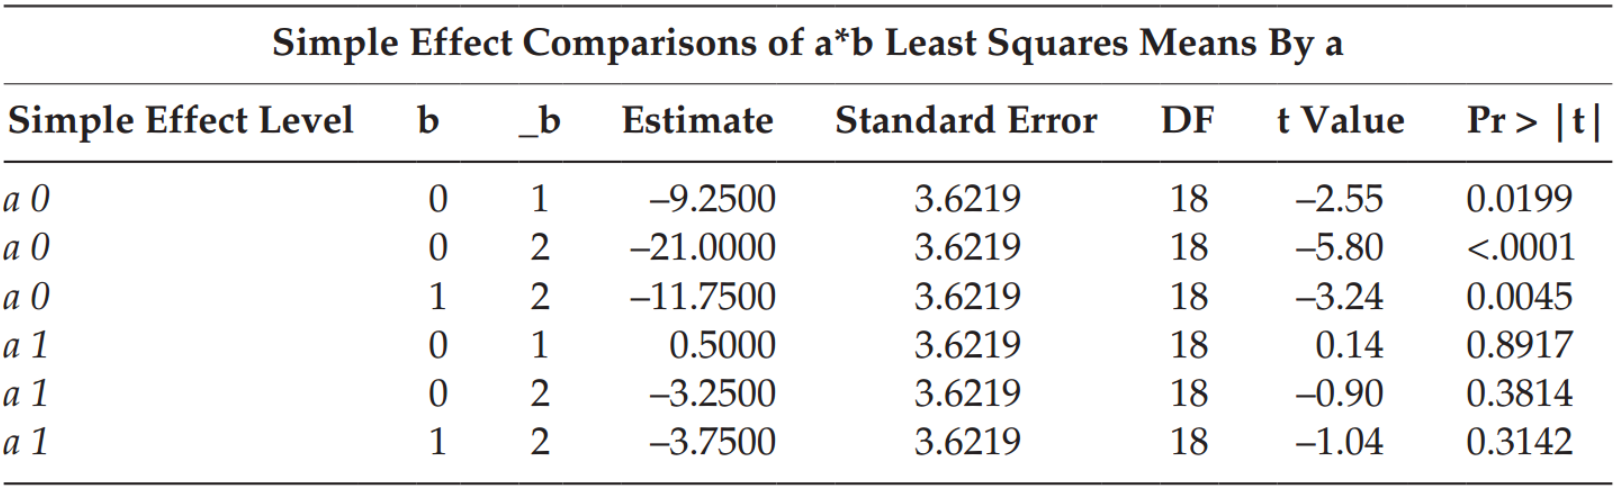 Simple Effect Comparisons of a*b Least Squares Means By a
Simple Effect Level b _b Estimate Standard Error DF t Value Pr > |t|
a 0 0 1 –9.2500 3.6219 18 –2.55 0.0199
a 0 0 2 –21.0000 3.6219 18 –5.80 <.0001
a 0 1 2 –11.7500 3.6219 18 –3.24 0.0045
a 1 0 1 0.5000 3.6219 18 0.14 0.8917
a 1 0 2 –3.2500 3.6219 18 –0.90 0.3814
a 1 1 2 –3.7500 3.6219 18 –1.04 0.3142